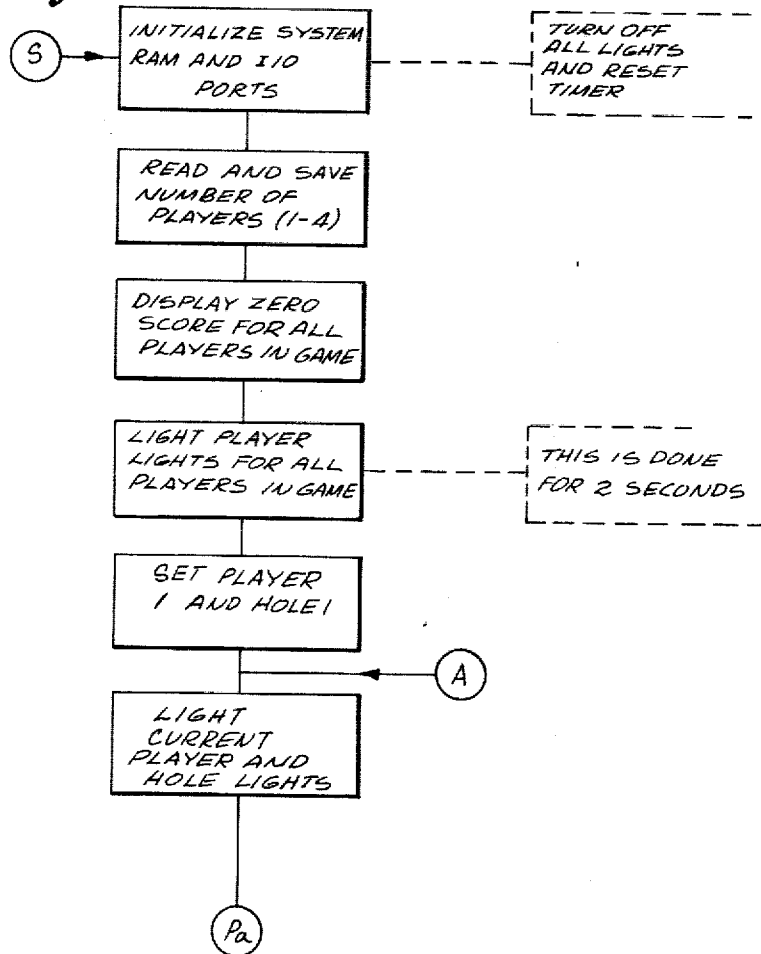 S
INITIALIZE SYSTEM
RAM AND I/O
PORTS
TURN OFF
ALL LIGHTS
AND RESET
TIMER
READ AND SAVE
NUMBER OF
PLAYERS (1-4)
DISPLAY ZERO
SCORE FOR ALL
PLAYERS IN GAME
LIGHT PLAYER
LIGHTS FOR ALL
PLAYERS IN GAME
THIS IS DONE
FOR 2 SECONDS
SET PLAYER
1 AND HOLE 1
A
LIGHT
CURRENT
PLAYER AND
HOLE LIGHTS
Pa